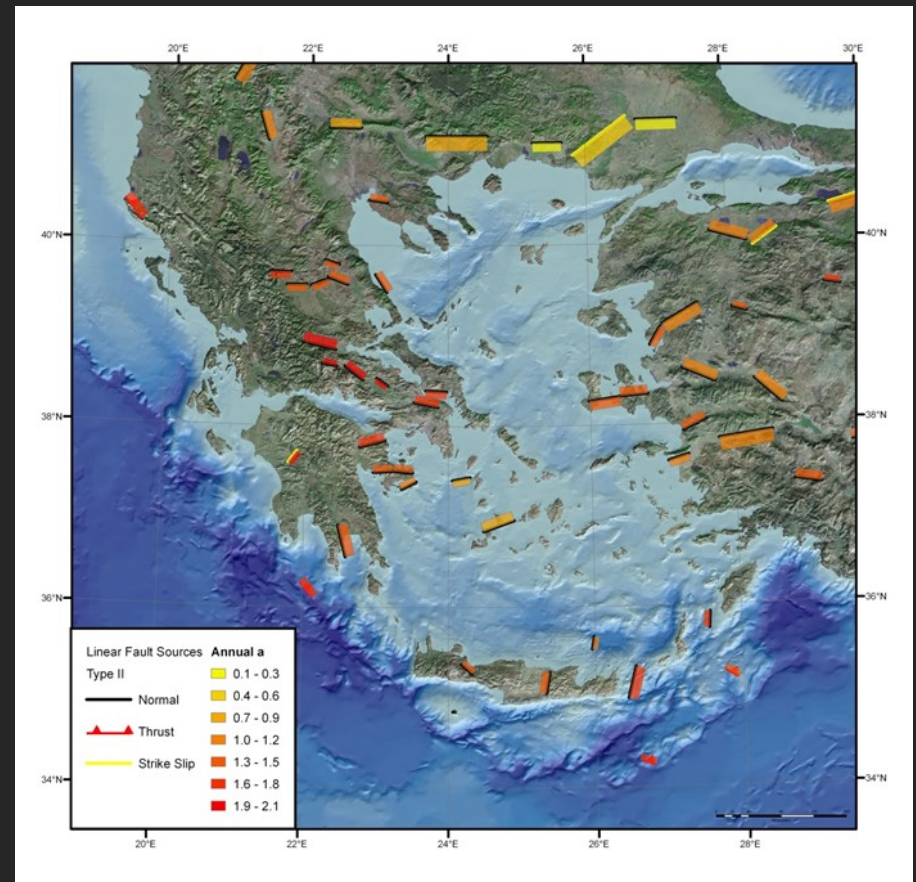 20°E 22°E 24°E 26°E 28°E 30°E
40°N 40°N
38°N 38°N
36°N 36°N
Linear Fault Sources Annual a
Type II
0.1 - 0.3
Normal
0.4 - 0.6
0.7 - 0.9
Thrust
1.0 - 1.2
Strike Slip
1.3 - 1.5
1.6 - 1.8
1.9 - 2.1
34°N 34°N
20°E 22°E 24°E 26°E 28°E